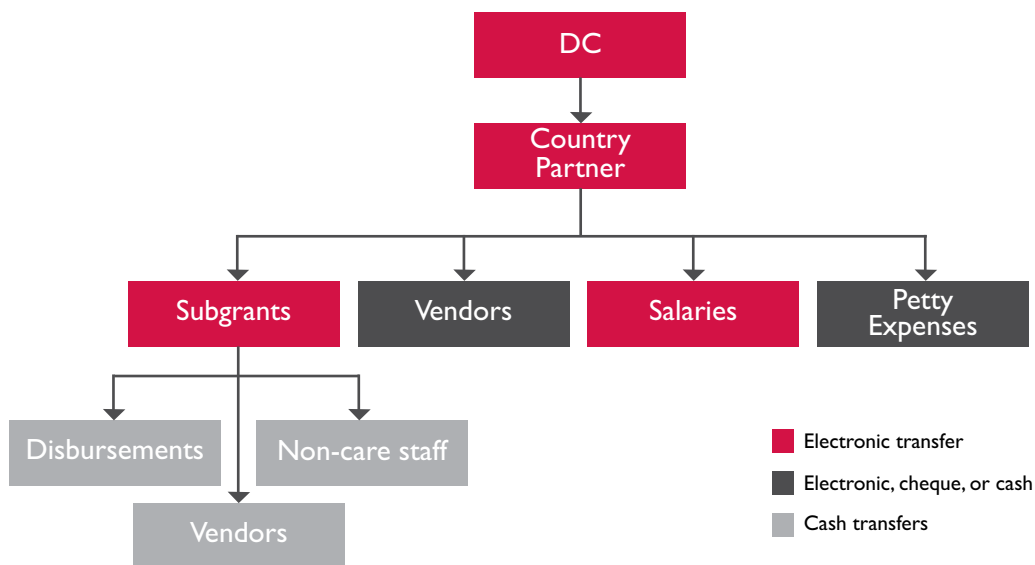 DC
Country
Partner
Subgrants
Vendors
Salaries
Petty
Expenses
Disbursements
Non-care staff
Vendors
Electronic transfer
Electronic, cheque, or cash
Cash transfers